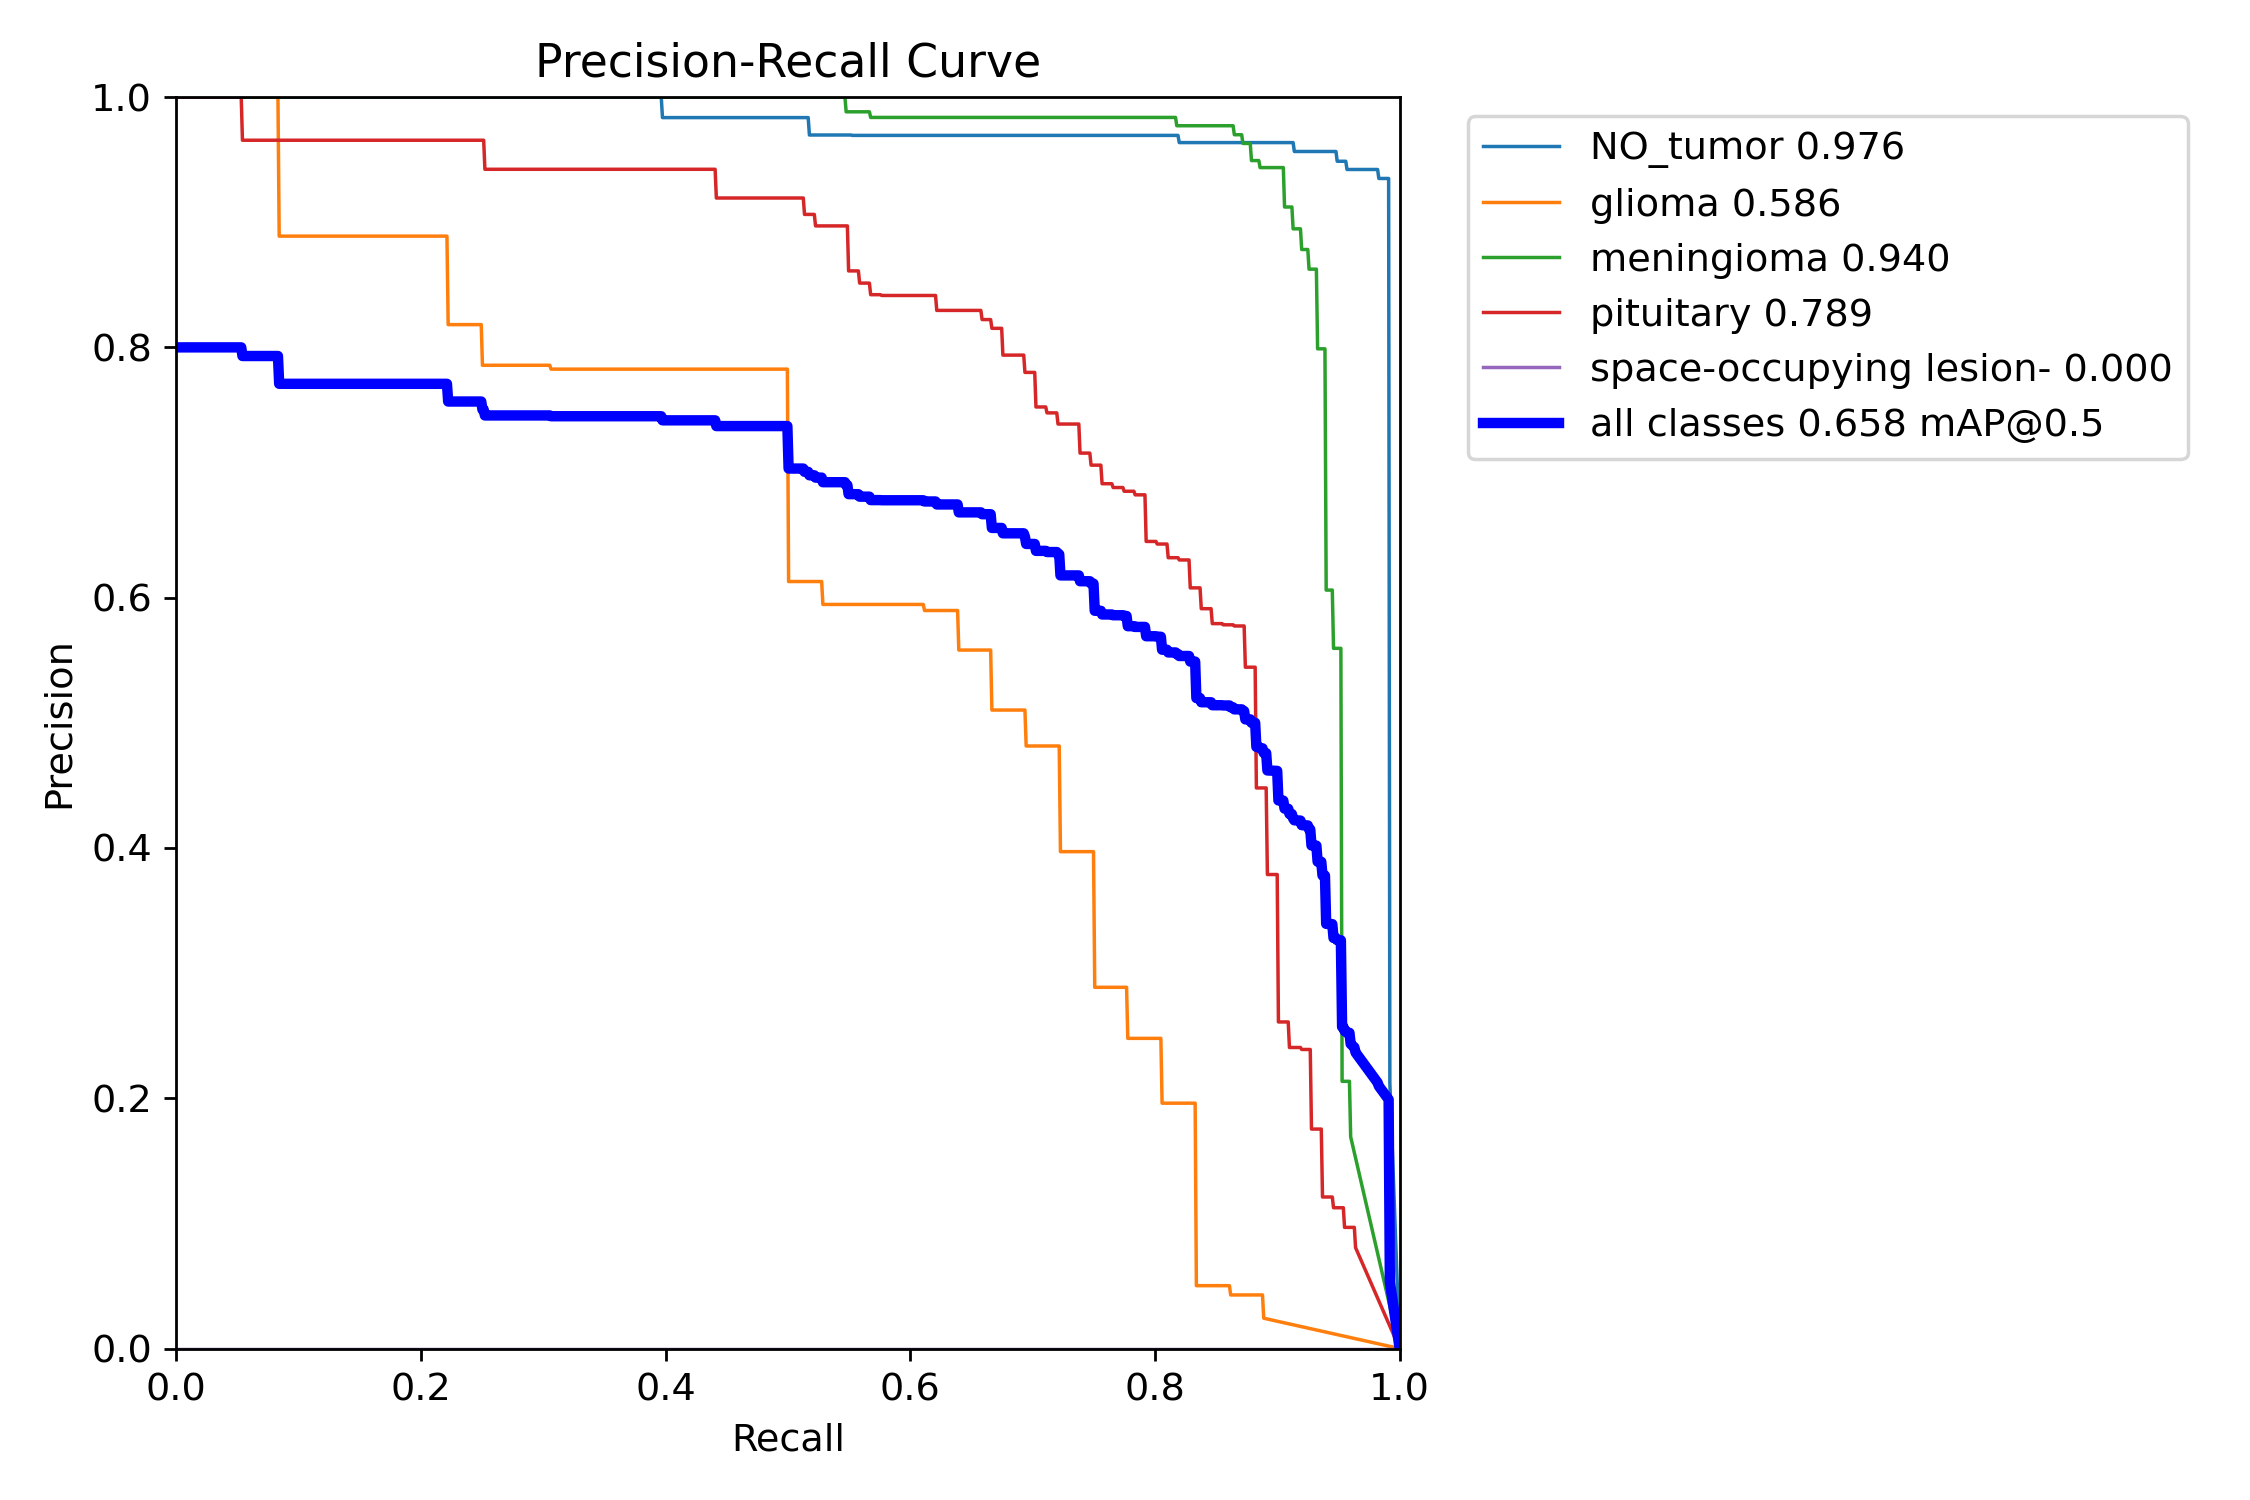 Precision-Recall Curve
1.0
0.8
0.6
0.4
0.2
0.0
Precision
0.0 0.2 0.4 0.6 0.8 1.0
Recall
NO_tumor 0.976
glioma 0.586
meningioma 0.940
pituitary 0.789
space-occupying lesion- 0.000
all classes 0.658 mAP@0.5